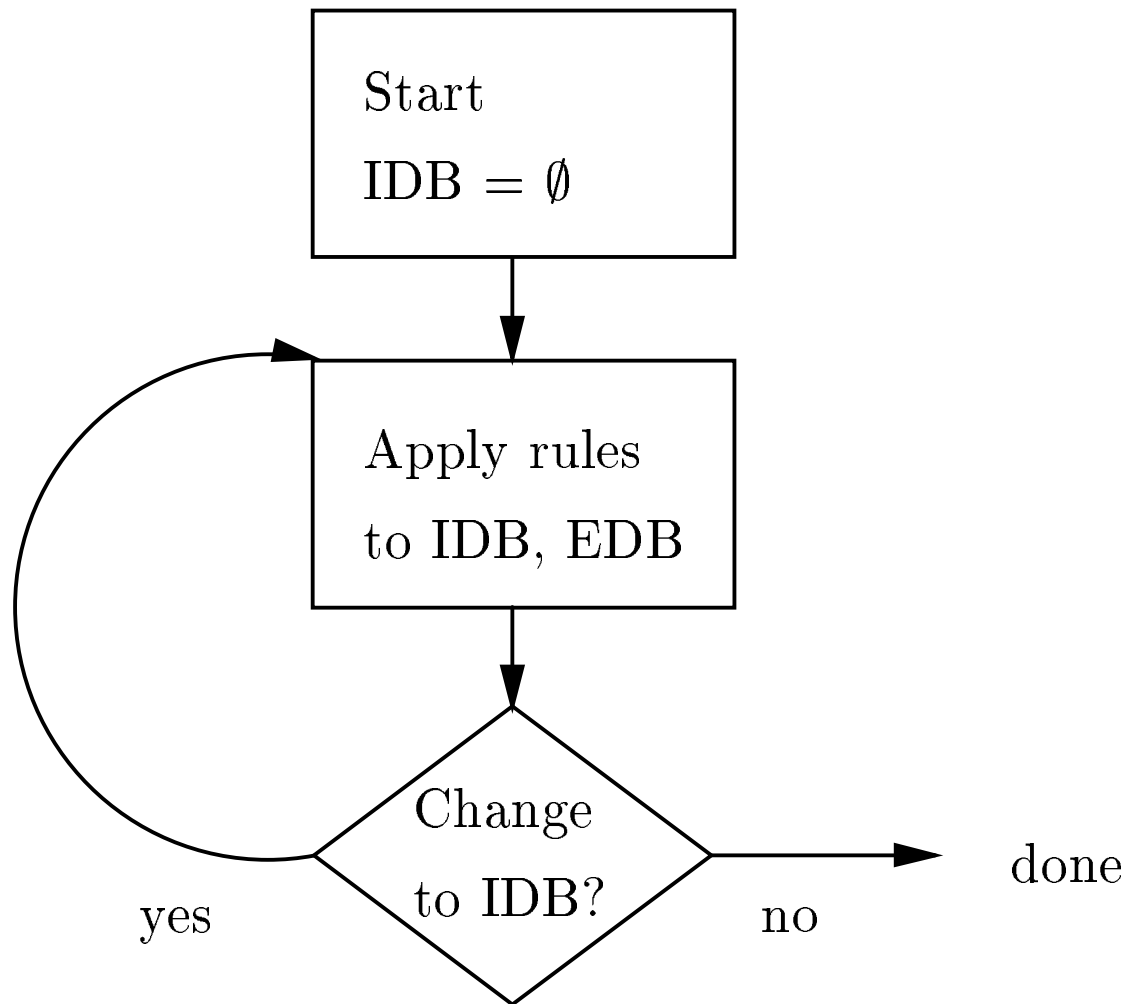 Start
IDB = ∅
Apply rules
to IDB, EDB
Change
to IDB?
yes
no
done